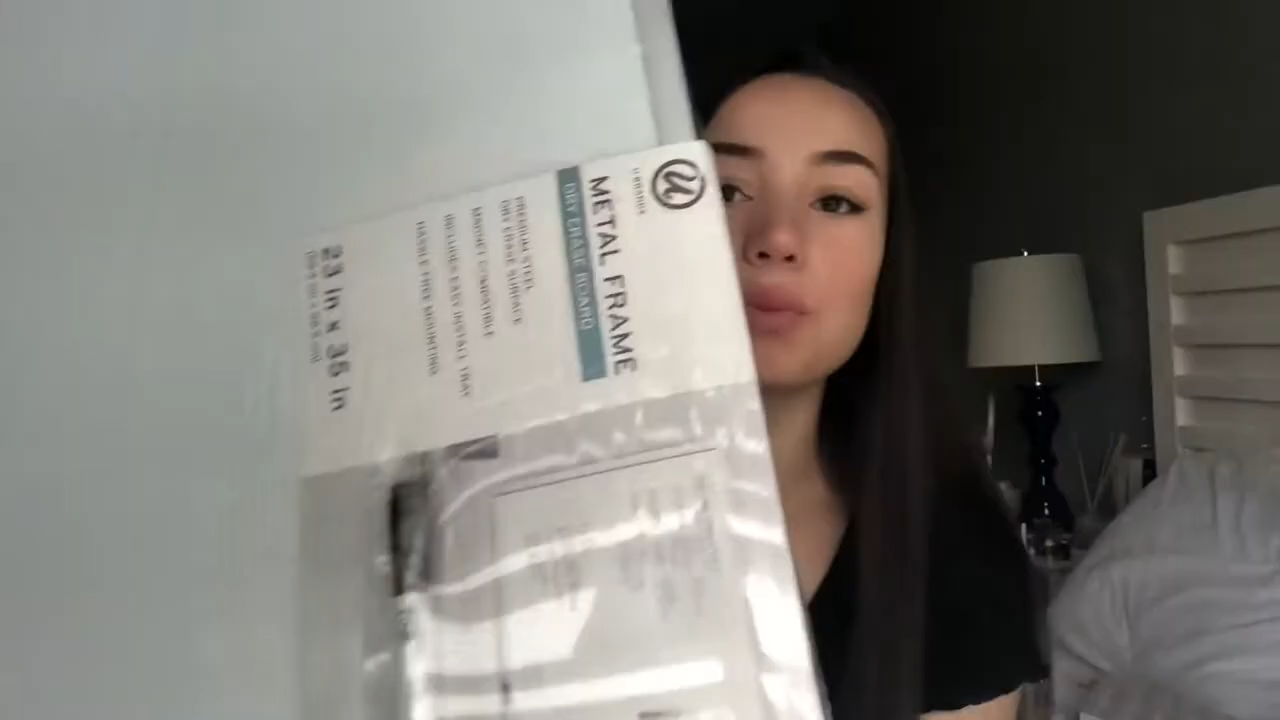 U BRANDS
METAL FRAME
DRY ERASE BOARD
PREMIUM STEEL
DRY ERASE SURFACE
MAGNET COMPATIBLE
INCLUDES EASY INSTALL TRAY
HASSLE FREE MOUNTING
23 in x 35 in